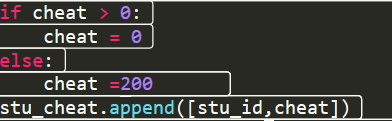 if cheat > 0:
    cheat = 0
else:
    cheat =200
stu_cheat.append([stu_id,cheat])